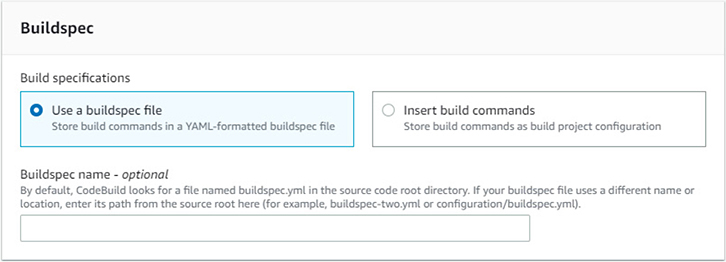 Buildspec
Build specifications
Use a buildspec file
Store build commands in a YAML-formatted buildspec file
Insert build commands
Store build commands as build project configuration
Buildspec name - optional
By default, CodeBuild looks for a file named buildspec.yml in the source code root directory. If your buildspec file uses a different name or
location, enter its path from the source root here (for example, buildspec-two.yml or configuration/buildspec.yml).